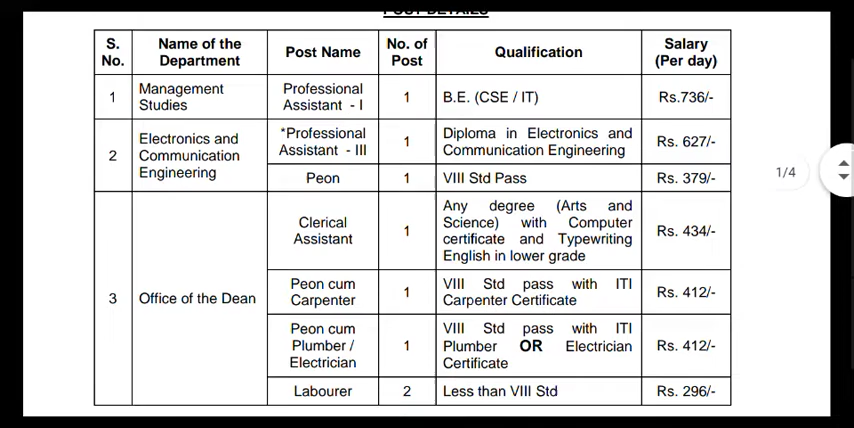 POST DETAILS
S. No. Name of the Department Post Name No. of Post Qualification Salary (Per day)
1 Management Studies Professional Assistant - I 1 B.E. (CSE / IT) Rs.736/-
2 Electronics and Communication Engineering *Professional Assistant - III 1 Diploma in Electronics and Communication Engineering Rs. 627/-
Peon 1 VIII Std Pass Rs. 379/-
3 Office of the Dean Clerical Assistant 1 Any degree (Arts and Science) with Computer certificate and Typewriting English in lower grade Rs. 434/-
Peon cum Carpenter 1 VIII Std pass with ITI Carpenter Certificate Rs. 412/-
Peon cum Plumber / Electrician 1 VIII Std pass with ITI Plumber OR Electrician Certificate Rs. 412/-
Labourer 2 Less than VIII Std Rs. 296/-
1/4